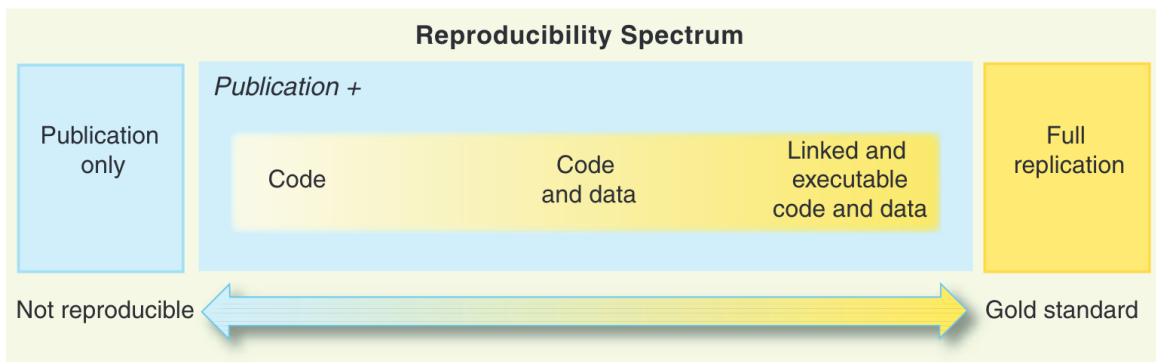 Reproducibility Spectrum
Publication
only
Publication +
Code
Code
and data
Linked and
executable
code and data
Full
replication
Not reproducible
Gold standard